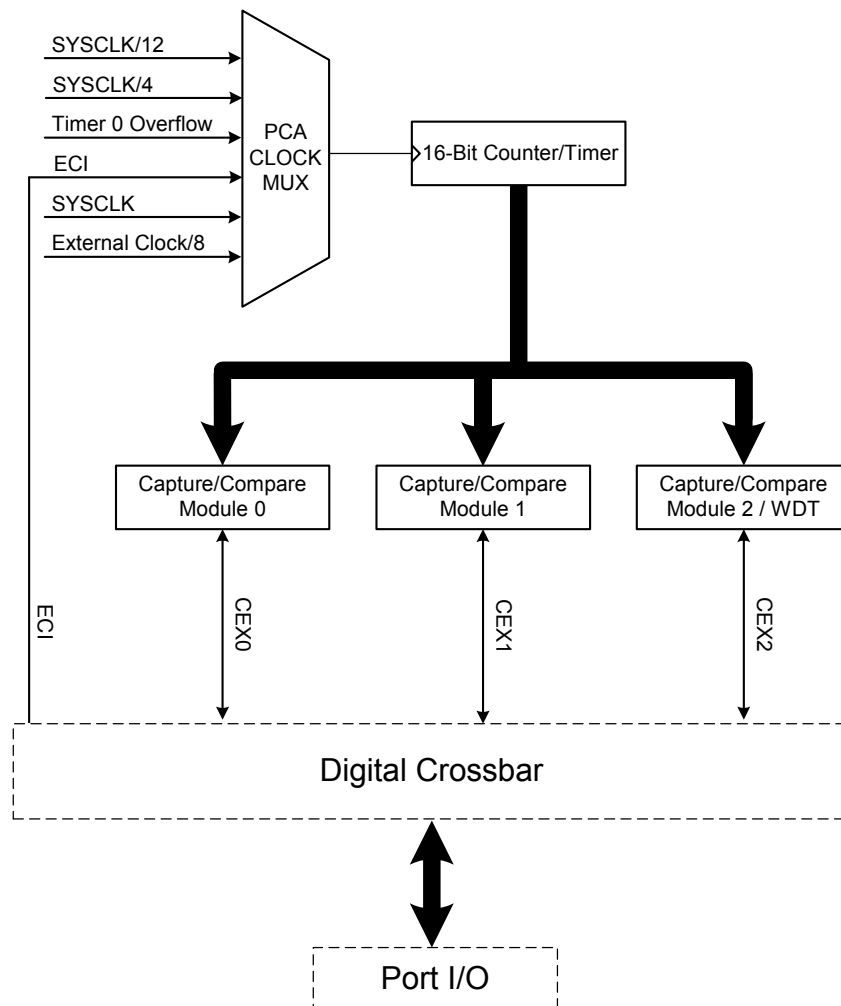 SYSCLK/12
SYSCLK/4
Timer 0 Overflow
ECI
SYSCLK
External Clock/8
PCA
CLOCK
MUX
16-Bit Counter/Timer
Capture/Compare
Module 0
Capture/Compare
Module 1
Capture/Compare
Module 2 / WDT
ECI
CEX0
CEX1
CEX2
Digital Crossbar
Port I/O